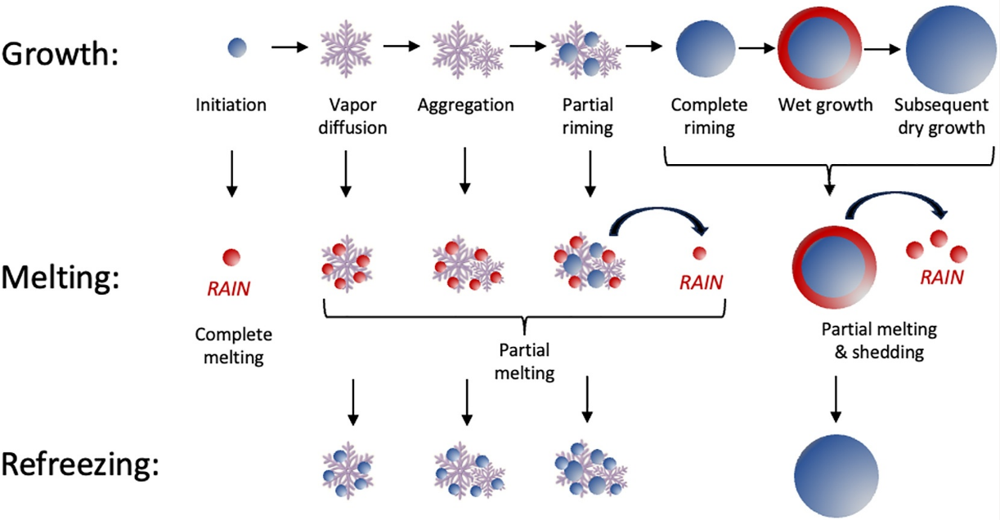 Growth:
Initiation
Vapor
diffusion
Aggregation
Partial
riming
Complete
riming
Wet growth
Subsequent
dry growth
Melting:
RAIN
Complete
melting
RAIN
Partial
melting
RAIN
Partial melting
& shedding
Refreezing: